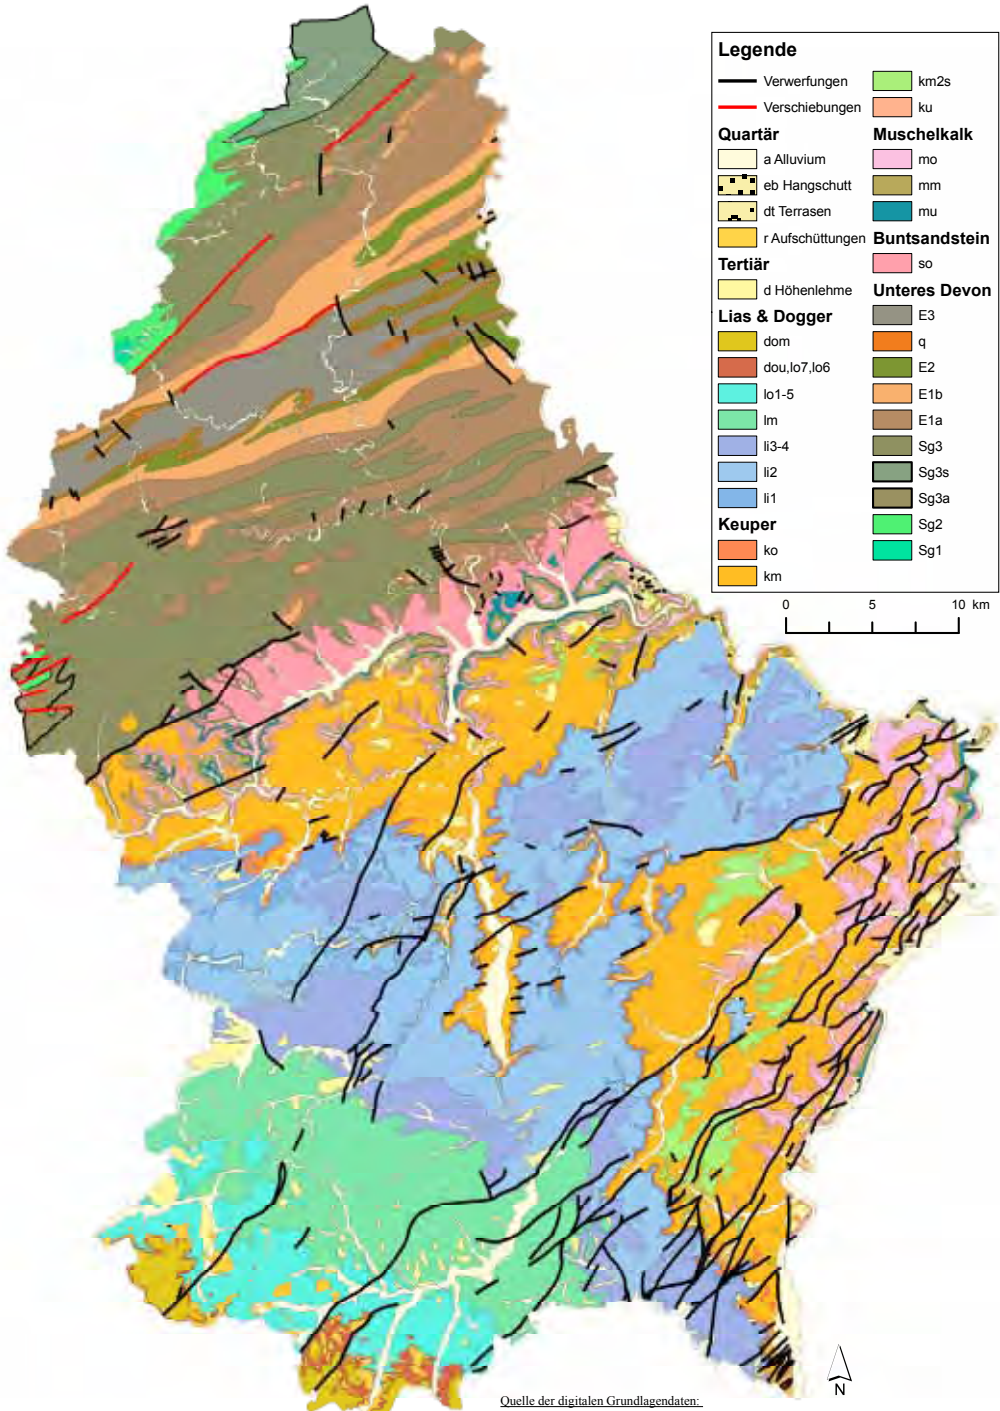 Legende
Verwerfungen
Verschiebungen
Quartär
a Alluvium
eb Hangschutt
dt Terrasen
r Aufschüttungen
Tertiär
d Höhenlehme
Lias & Dogger
dom
dou,lo7,lo6
lo1-5
lm
li3-4
li2
li1
Keuper
ko
km
km2s
ku
Muschelkalk
mo
mm
mu
Buntsandstein
so
Unteres Devon
E3
q
E2
E1b
E1a
Sg3
Sg3s
Sg3a
Sg2
Sg1
0 5 10 km
N
Quelle der digitalen Grundlagendaten: